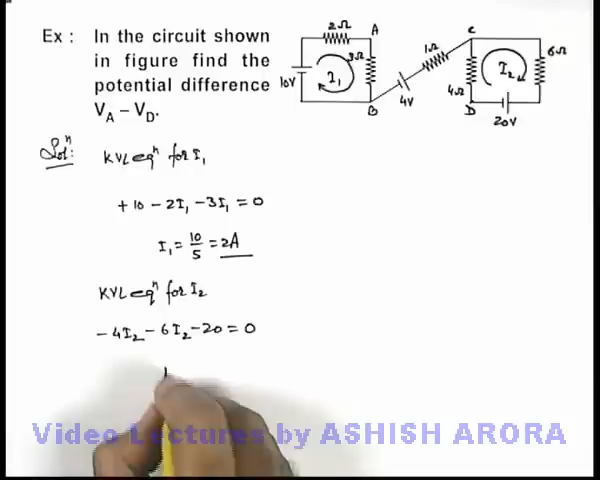 Ex : In the circuit shown
in figure find the
potential difference
V_A – V_D.
2Ω
A
3Ω
10V
I₁
B
4V
1Ω
C
4Ω
I₂
6Ω
D
20V
Solⁿ:
KVL eqⁿ for I₁
+10 - 2I₁ - 3I₁ = 0
I₁ = 10/5 = 2A
KVL eqⁿ for I₂
- 4I₂ - 6I₂ - 20 = 0
Video Lectures by ASHISH ARORA